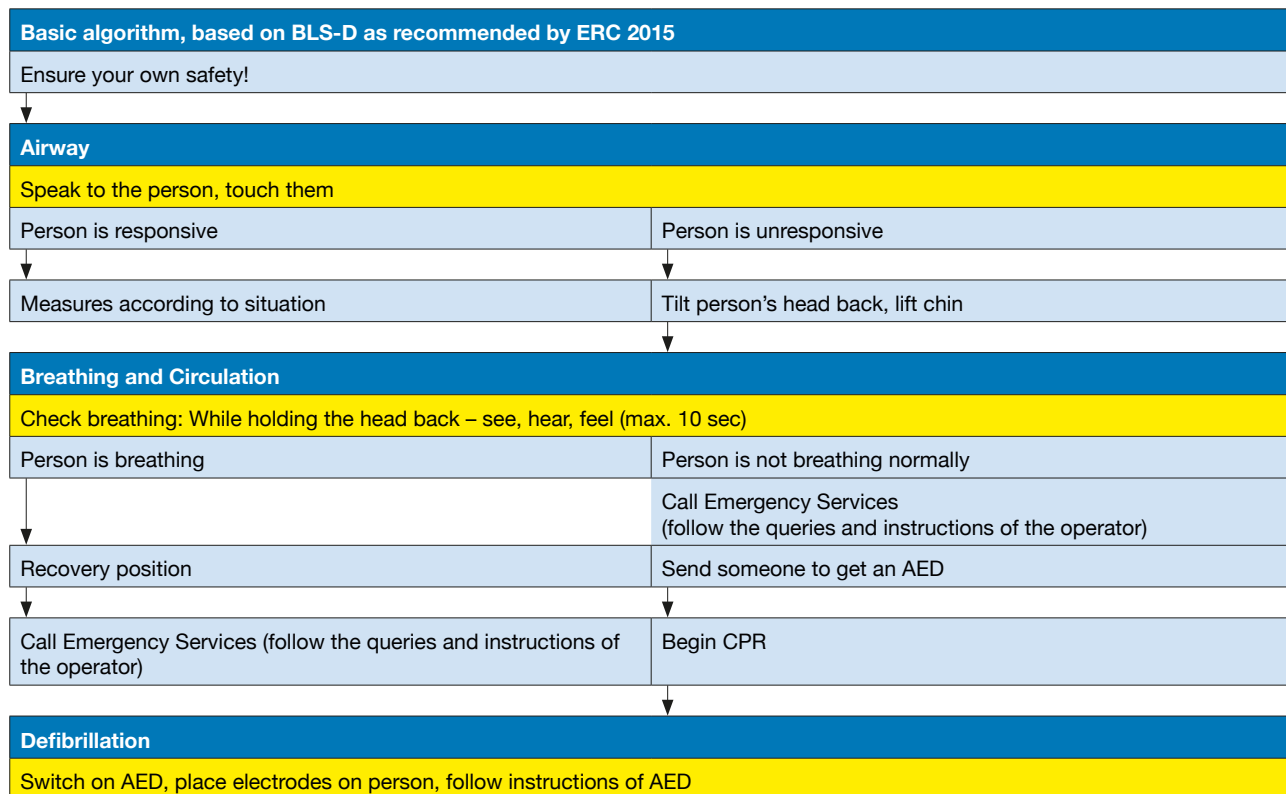 Basic algorithm, based on BLS-D as recommended by ERC 2015
Ensure your own safety!
Airway
Speak to the person, touch them
Person is responsive
Person is unresponsive
Measures according to situation
Tilt person's head back, lift chin
Breathing and Circulation
Check breathing: While holding the head back – see, hear, feel (max. 10 sec)
Person is breathing
Person is not breathing normally
Call Emergency Services
(follow the queries and instructions of the operator)
Recovery position
Send someone to get an AED
Call Emergency Services (follow the queries and instructions of
the operator)
Begin CPR
Defibrillation
Switch on AED, place electrodes on person, follow instructions of AED